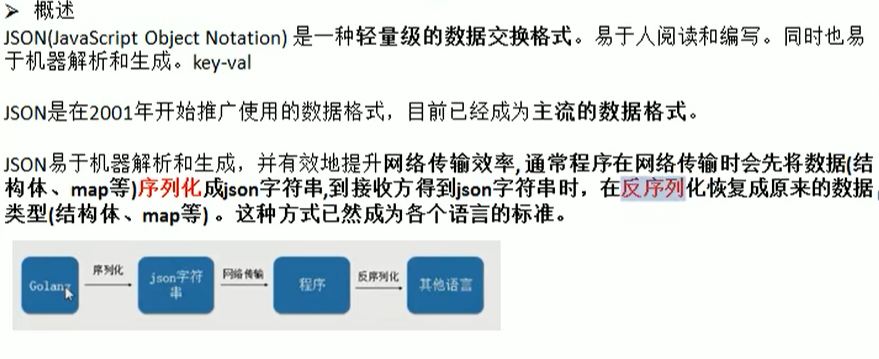 ➢ 概述
JSON(JavaScript Object Notation) 是一种轻量级的数据交换格式。易于人阅读和编写。同时也易
于机器解析和生成。key-val
JSON是在2001年开始推广使用的数据格式，目前已经成为主流的数据格式。
JSON易于机器解析和生成，并有效地提升网络传输效率,通常程序在网络传输时会先将数据(结
构体、map等)序列化成json字符串,到接收方得到json字符串时，在反序列化恢复成原来的数据
类型(结构体、map等) 。这种方式已然成为各个语言的标准。
Golang
序列化
json字符
串
网络传输
程序
反序列化
其他语言